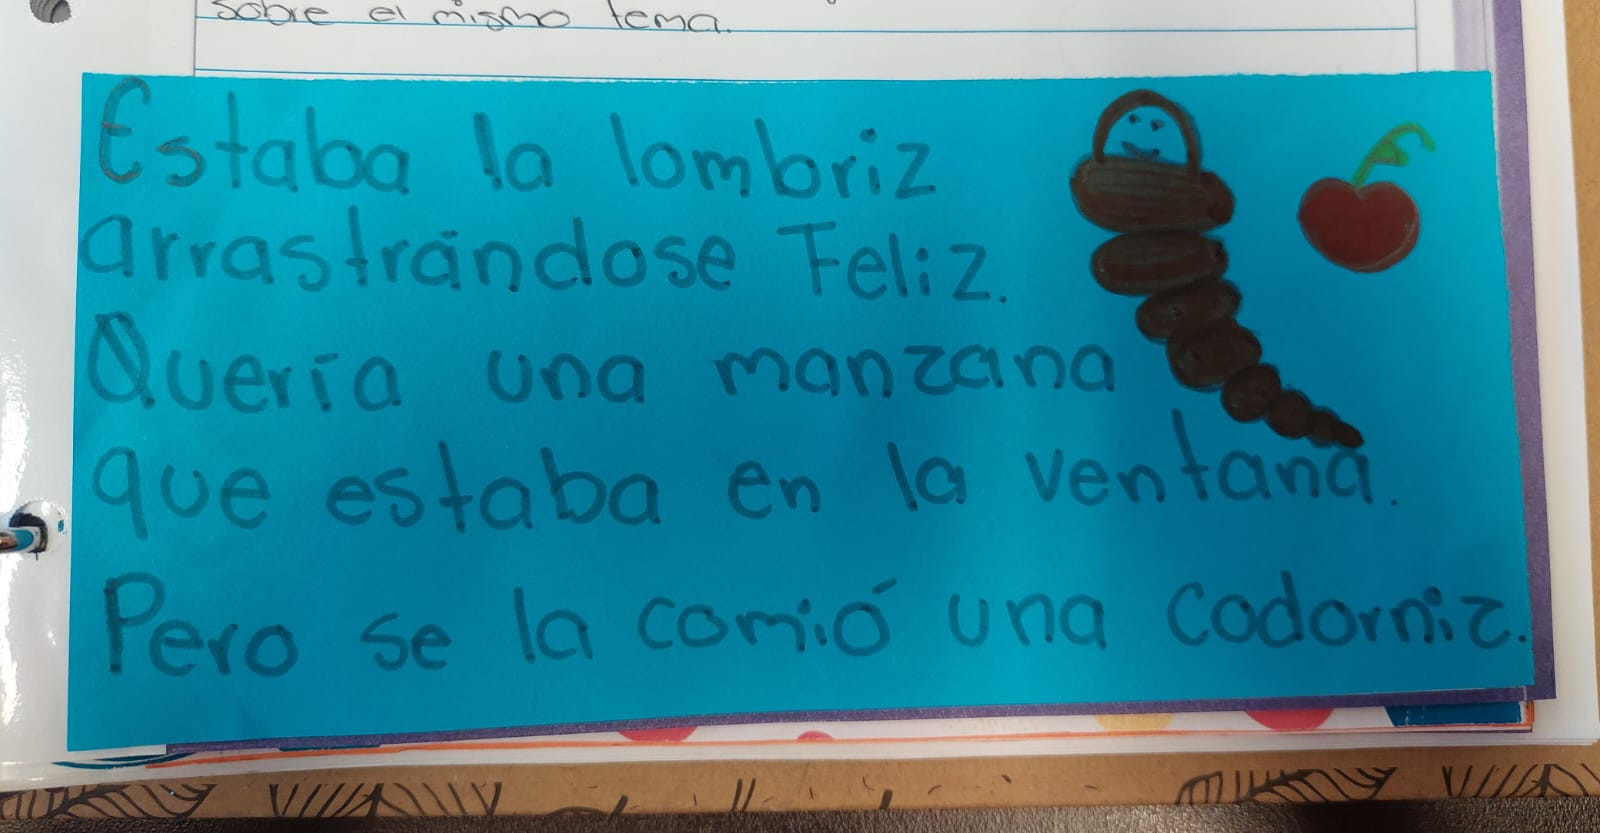 sobre el mismo tema.
Estaba la lombriz
arrastrándose Feliz.
Quería una manzana
que estaba en la ventana.
Pero se la comió una codorniz.